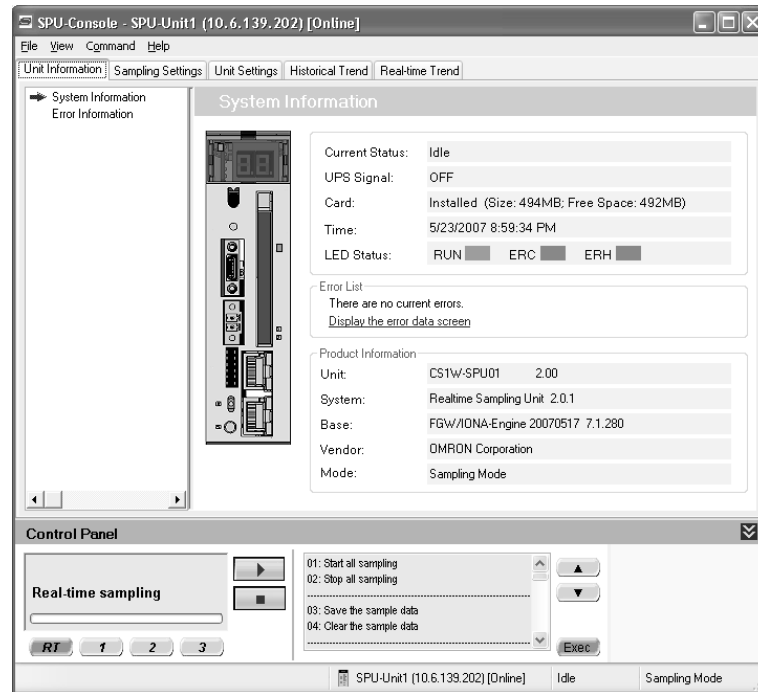 SPU-Console - SPU-Unit1 (10.6.139.202) [Online]
File View Command Help
Unit Information Sampling Settings Unit Settings Historical Trend Real-time Trend
System Information
Error Information
System Information
Current Status: Idle
UPS Signal: OFF
Card: Installed (Size: 494MB; Free Space: 492MB)
Time: 5/23/2007 8:59:34 PM
LED Status: RUN ERC ERH
Error List
There are no current errors.
Display the error data screen
Product Information
Unit: CS1W-SPU01 2.00
System: Realtime Sampling Unit 2.0.1
Base: FGW/IONA-Engine 20070517 7.1.280
Vendor: OMRON Corporation
Mode: Sampling Mode
Control Panel
Real-time sampling
RT 1 2 3
01: Start all sampling
02: Stop all sampling
03: Save the sample data
04: Clear the sample data
Exec
SPU-Unit1 (10.6.139.202) [Online] Idle Sampling Mode